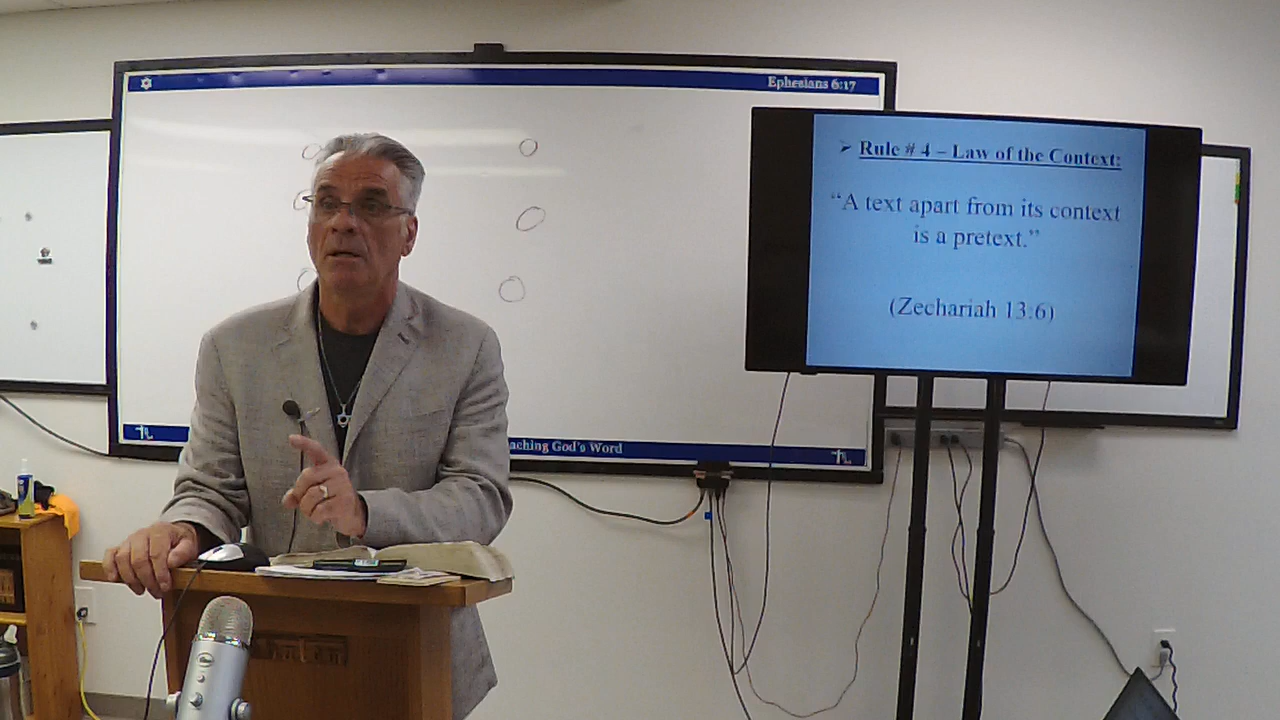 Ephesians 6:17
➢ Rule # 4 – Law of the Context:
“A text apart from its context
is a pretext.”
(Zechariah 13:6)
aching God's Word